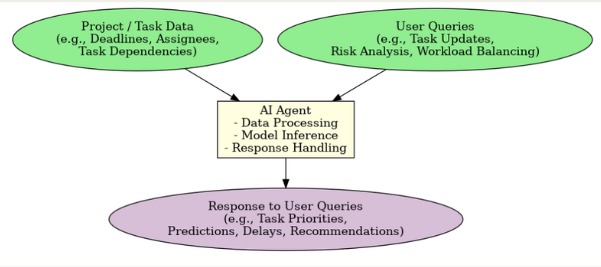 Project / Task Data
(e.g., Deadlines, Assignees,
Task Dependencies)
User Queries
(e.g., Task Updates,
Risk Analysis, Workload Balancing)
AI Agent
- Data Processing
- Model Inference
- Response Handling
Response to User Queries
(e.g., Task Priorities,
Predictions, Delays, Recommendations)